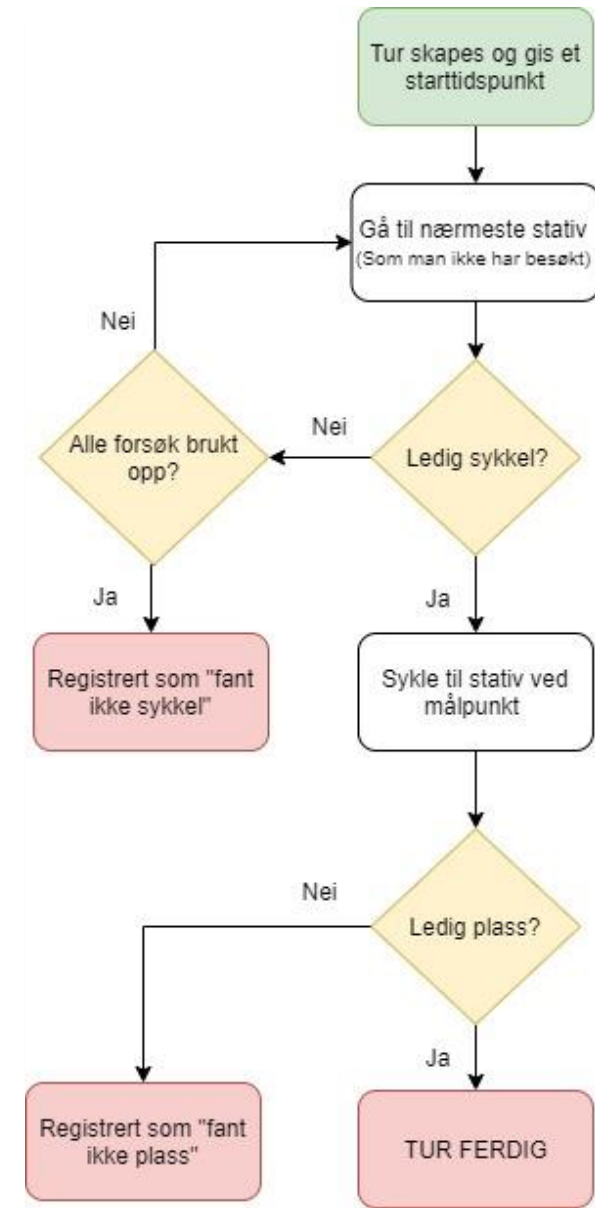 Tur skapes og gis et
starttidspunkt
Gå til nærmeste stativ
(Som man ikke har besøkt)
Nei
Alle forsøk brukt
opp?
Nei
Ledig sykkel?
Ja
Ja
Registrert som "fant
ikke sykkel"
Sykle til stativ ved
målpunkt
Nei
Ledig plass?
Ja
Registrert som "fant
ikke plass"
TUR FERDIG